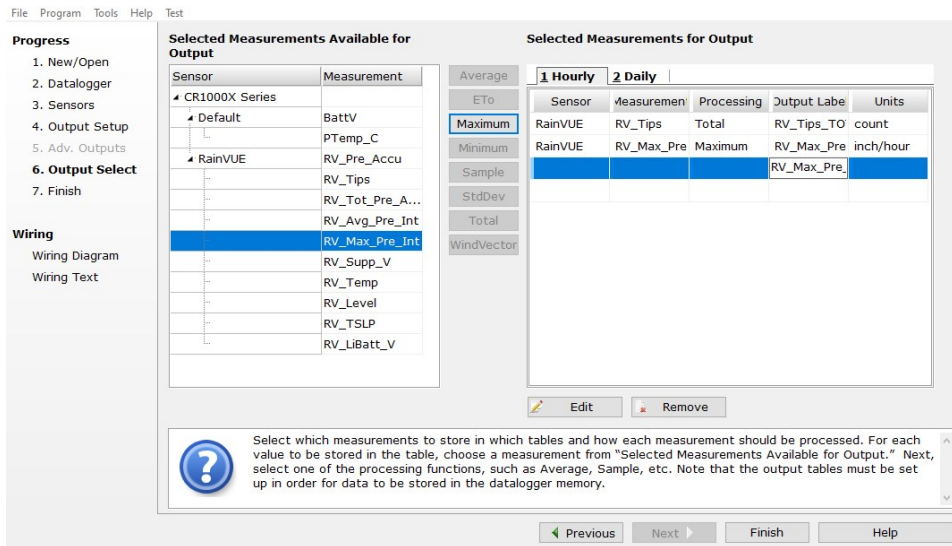 File Program Tools Help Test
Progress
1. New/Open
2. Datalogger
3. Sensors
4. Output Setup
5. Adv. Outputs
6. Output Select
7. Finish
Wiring
Wiring Diagram
Wiring Text
Selected Measurements Available for
Output
Sensor Measurement
CR1000X Series
Default BattV
PTemp_C
RainVUE RV_Pre_Accu
RV_Tips
RV_Tot_Pre_A...
RV_Avg_Pre_Int
RV_Max_Pre_Int
RV_Supp_V
RV_Temp
RV_Level
RV_TSLP
RV_LiBatt_V
Average
ETo
Maximum
Minimum
Sample
StdDev
Total
WindVector
Selected Measurements for Output
1 Hourly 2 Daily
Sensor Measurement Processing Output Labe Units
RainVUE RV_Tips Total RV_Tips_TO count
RainVUE RV_Max_Pre Maximum RV_Max_Pre inch/hour
RV_Max_Pre_
Edit Remove
Select which measurements to store in which tables and how each measurement should be processed. For each
value to be stored in the table, choose a measurement from “Selected Measurements Available for Output.” Next,
select one of the processing functions, such as Average, Sample, etc. Note that the output tables must be set
up in order for data to be stored in the datalogger memory.
Previous Next Finish Help